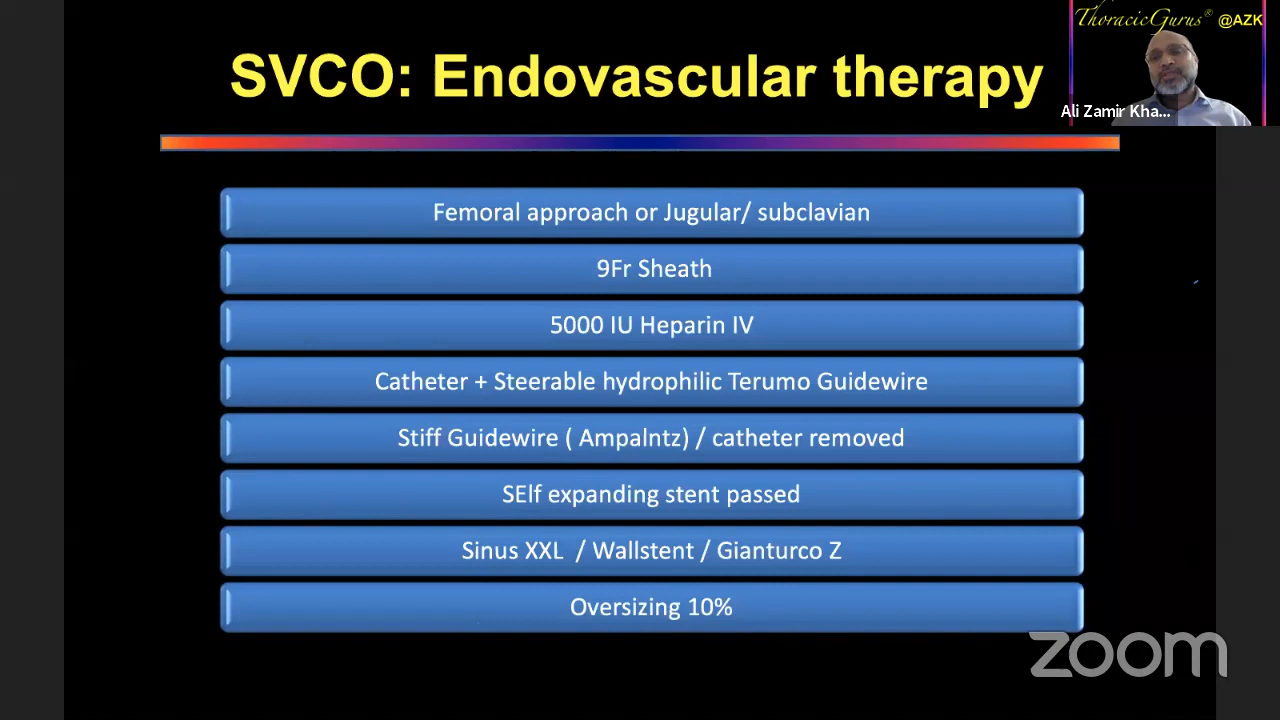 ThoracicGurus® @AZK
SVCO: Endovascular therapy
Ali Zamir Kha...
Femoral approach or Jugular/ subclavian
9Fr Sheath
5000 IU Heparin IV
Catheter + Steerable hydrophilic Terumo Guidewire
Stiff Guidewire ( Ampalntz) / catheter removed
SElf expanding stent passed
Sinus XXL / Wallstent / Gianturco Z
Oversizing 10%
zoom